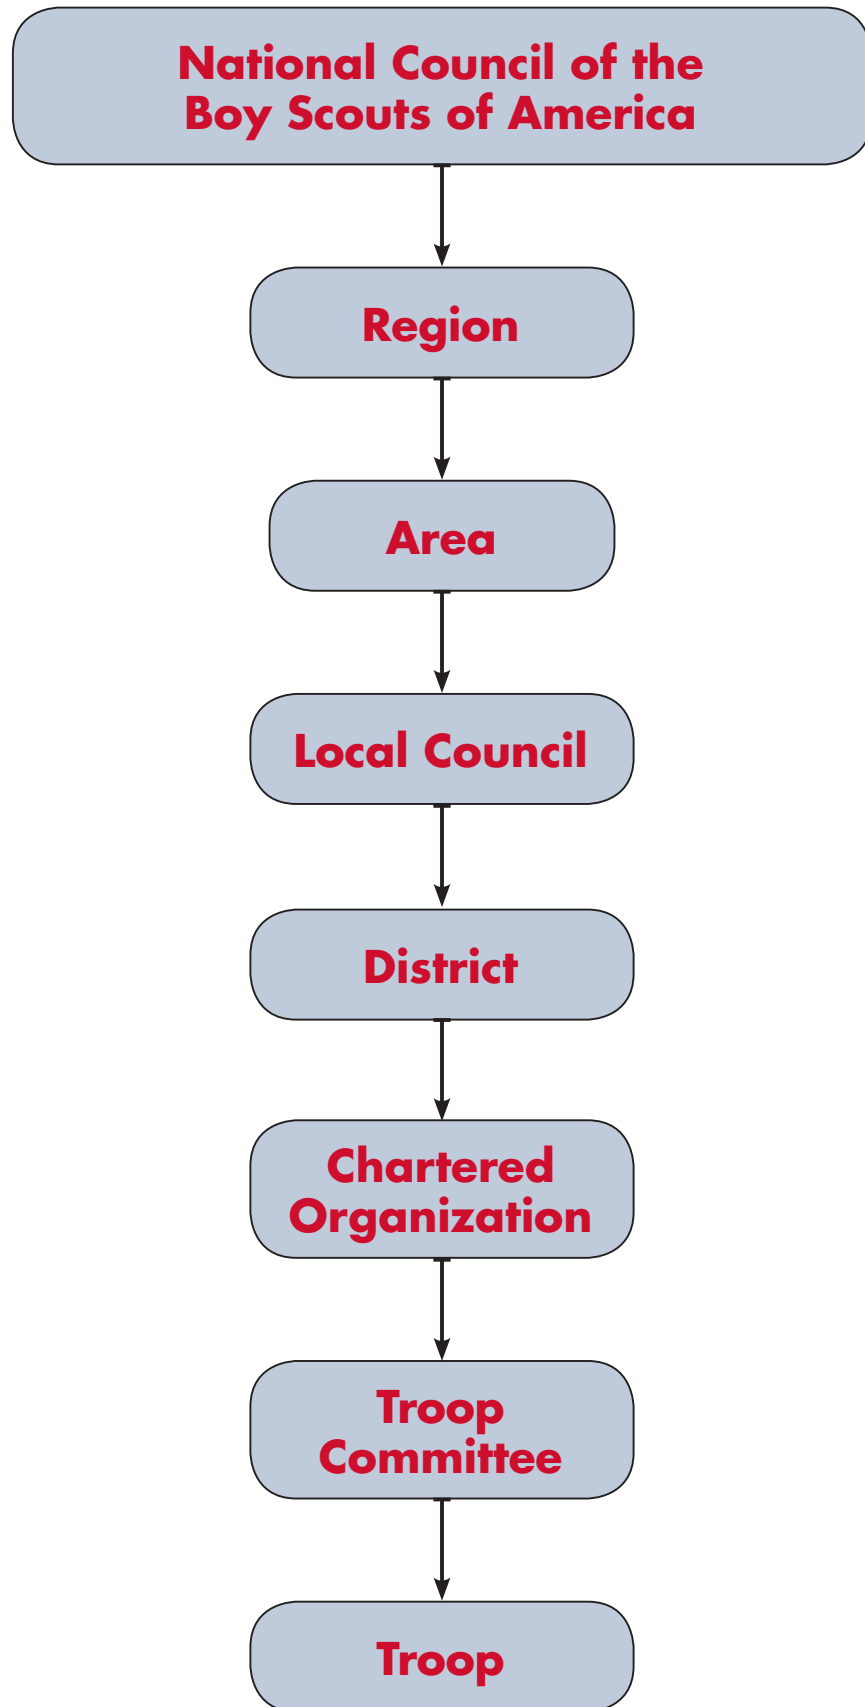 National Council of the
Boy Scouts of America
Region
Area
Local Council
District
Chartered
Organization
Troop
Committee
Troop